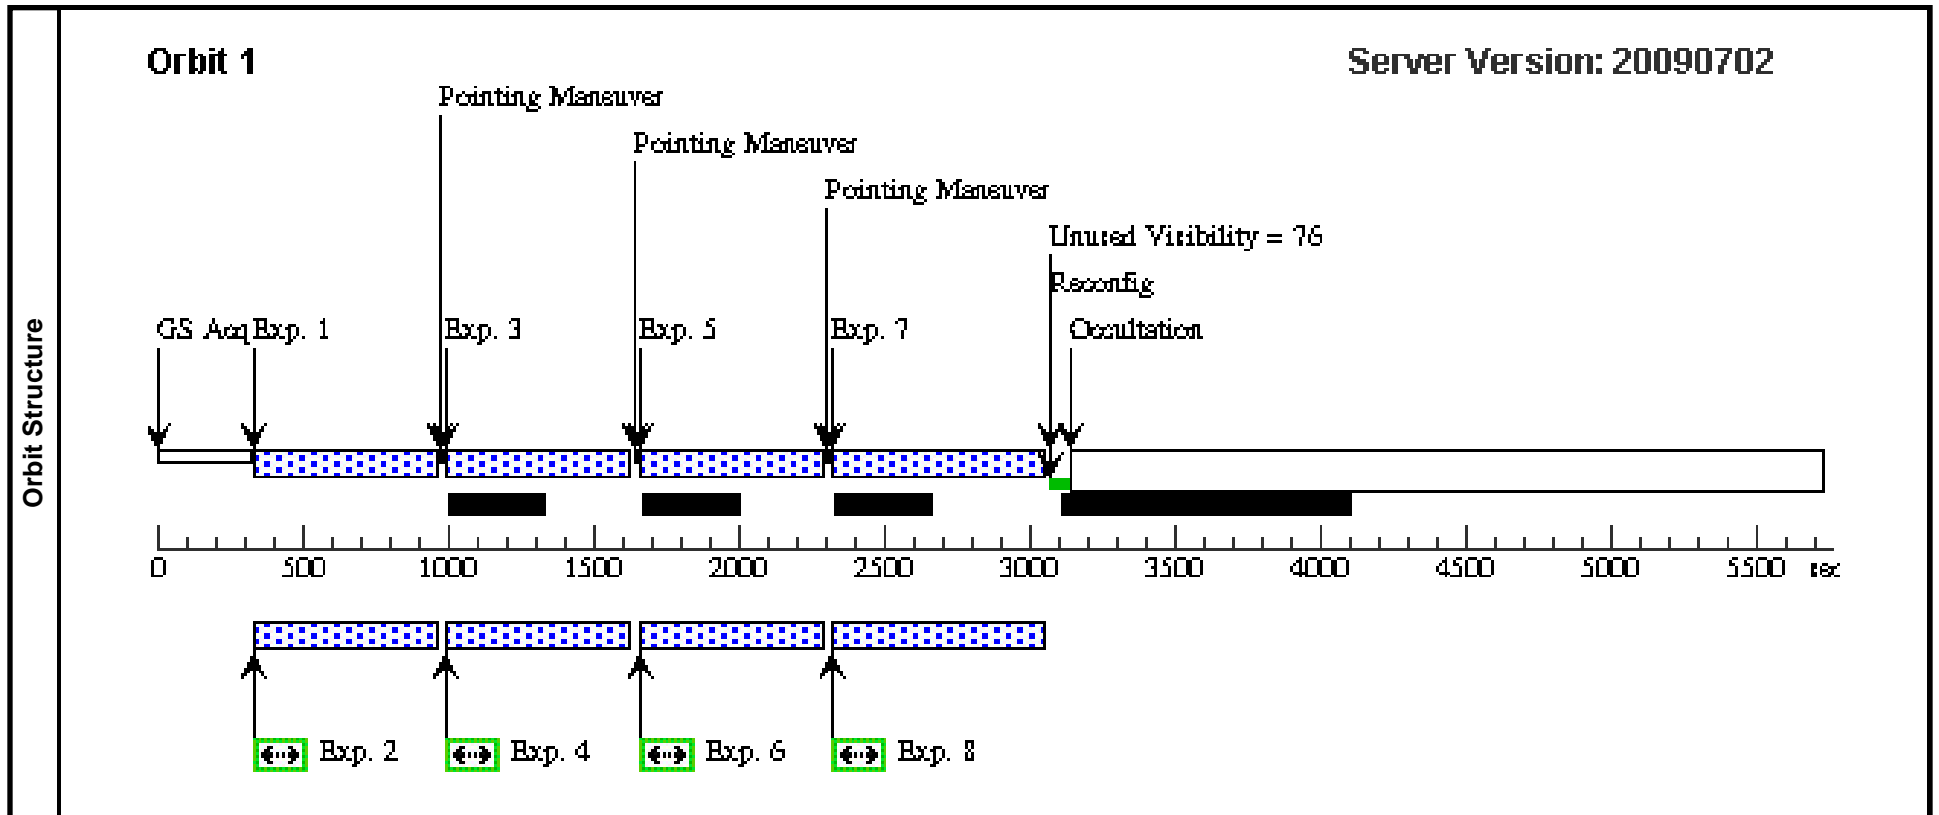 Orbit 1
Server Version: 20090702
Pointing Maneuver
Pointing Maneuver
Pointing Maneuver
Unused Visibility = 76
Reconfig
GS Acq Exp. 1 Exp. 3 Exp. 5 Exp. 7 Occultation
Orbit Structure
0 500 1000 1500 2000 2500 3000 3500 4000 4500 5000 5500 sec
Exp. 2 Exp. 4 Exp. 6 Exp. 8